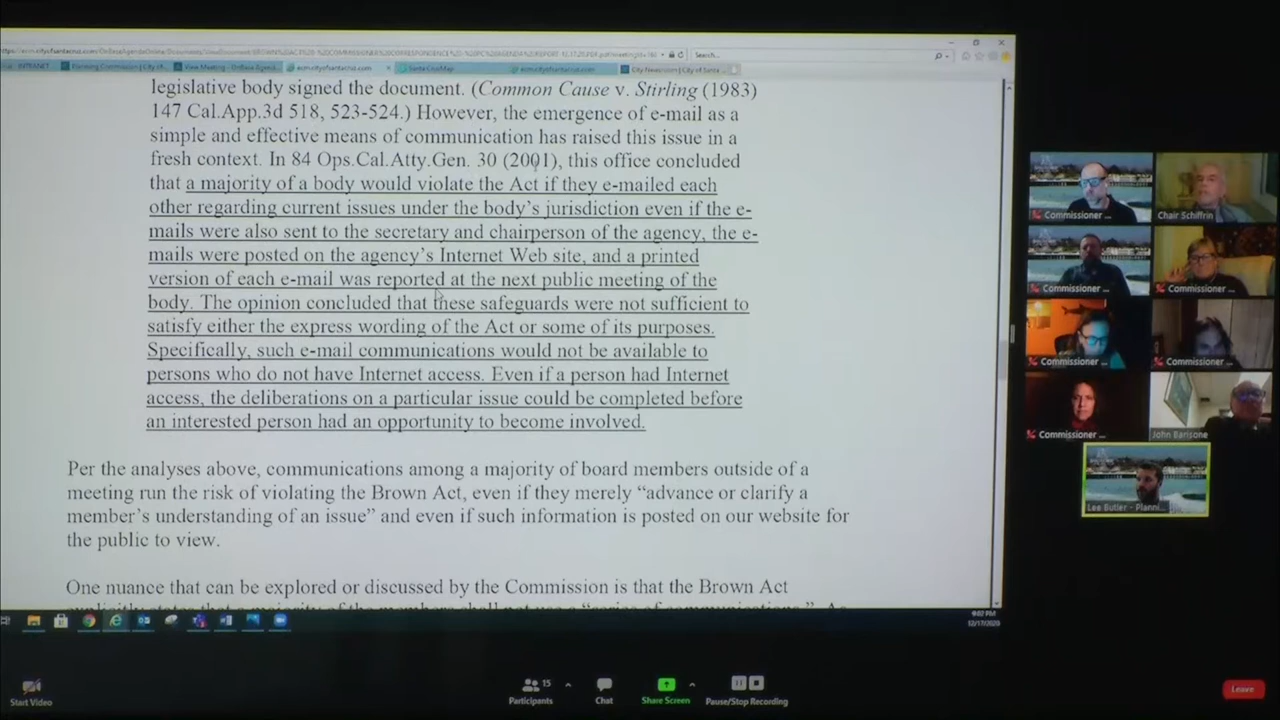 Search...
legislative body signed the document. (Common Cause v. Stirling (1983)
147 Cal.App.3d 518, 523-524.) However, the emergence of e-mail as a
simple and effective means of communication has raised this issue in a
fresh context. In 84 Ops.Cal.Atty.Gen. 30 (2001), this office concluded
that a majority of a body would violate the Act if they e-mailed each
other regarding current issues under the body's jurisdiction even if the e-
mails were also sent to the secretary and chairperson of the agency, the e-
mails were posted on the agency's Internet Web site, and a printed
version of each e-mail was reported at the next public meeting of the
body. The opinion concluded that these safeguards were not sufficient to
satisfy either the express wording of the Act or some of its purposes.
Specifically, such e-mail communications would not be available to
persons who do not have Internet access. Even if a person had Internet
access, the deliberations on a particular issue could be completed before
an interested person had an opportunity to become involved.
Per the analyses above, communications among a majority of board members outside of a
meeting run the risk of violating the Brown Act, even if they merely “advance or clarify a
member's understanding of an issue” and even if such information is posted on our website for
the public to view.
One nuance that can be explored or discussed by the Commission is that the Brown Act
9:02 PM
12/17/2020
Commissioner ...
Chair Schiffrin
Commissioner ...
Commissioner ...
Commissioner ...
Commissioner ...
Commissioner ...
John Barisone
Lee Butler - Planni...
Start Video
Participants
15
Chat
Share Screen
Pause/Stop Recording
Leave